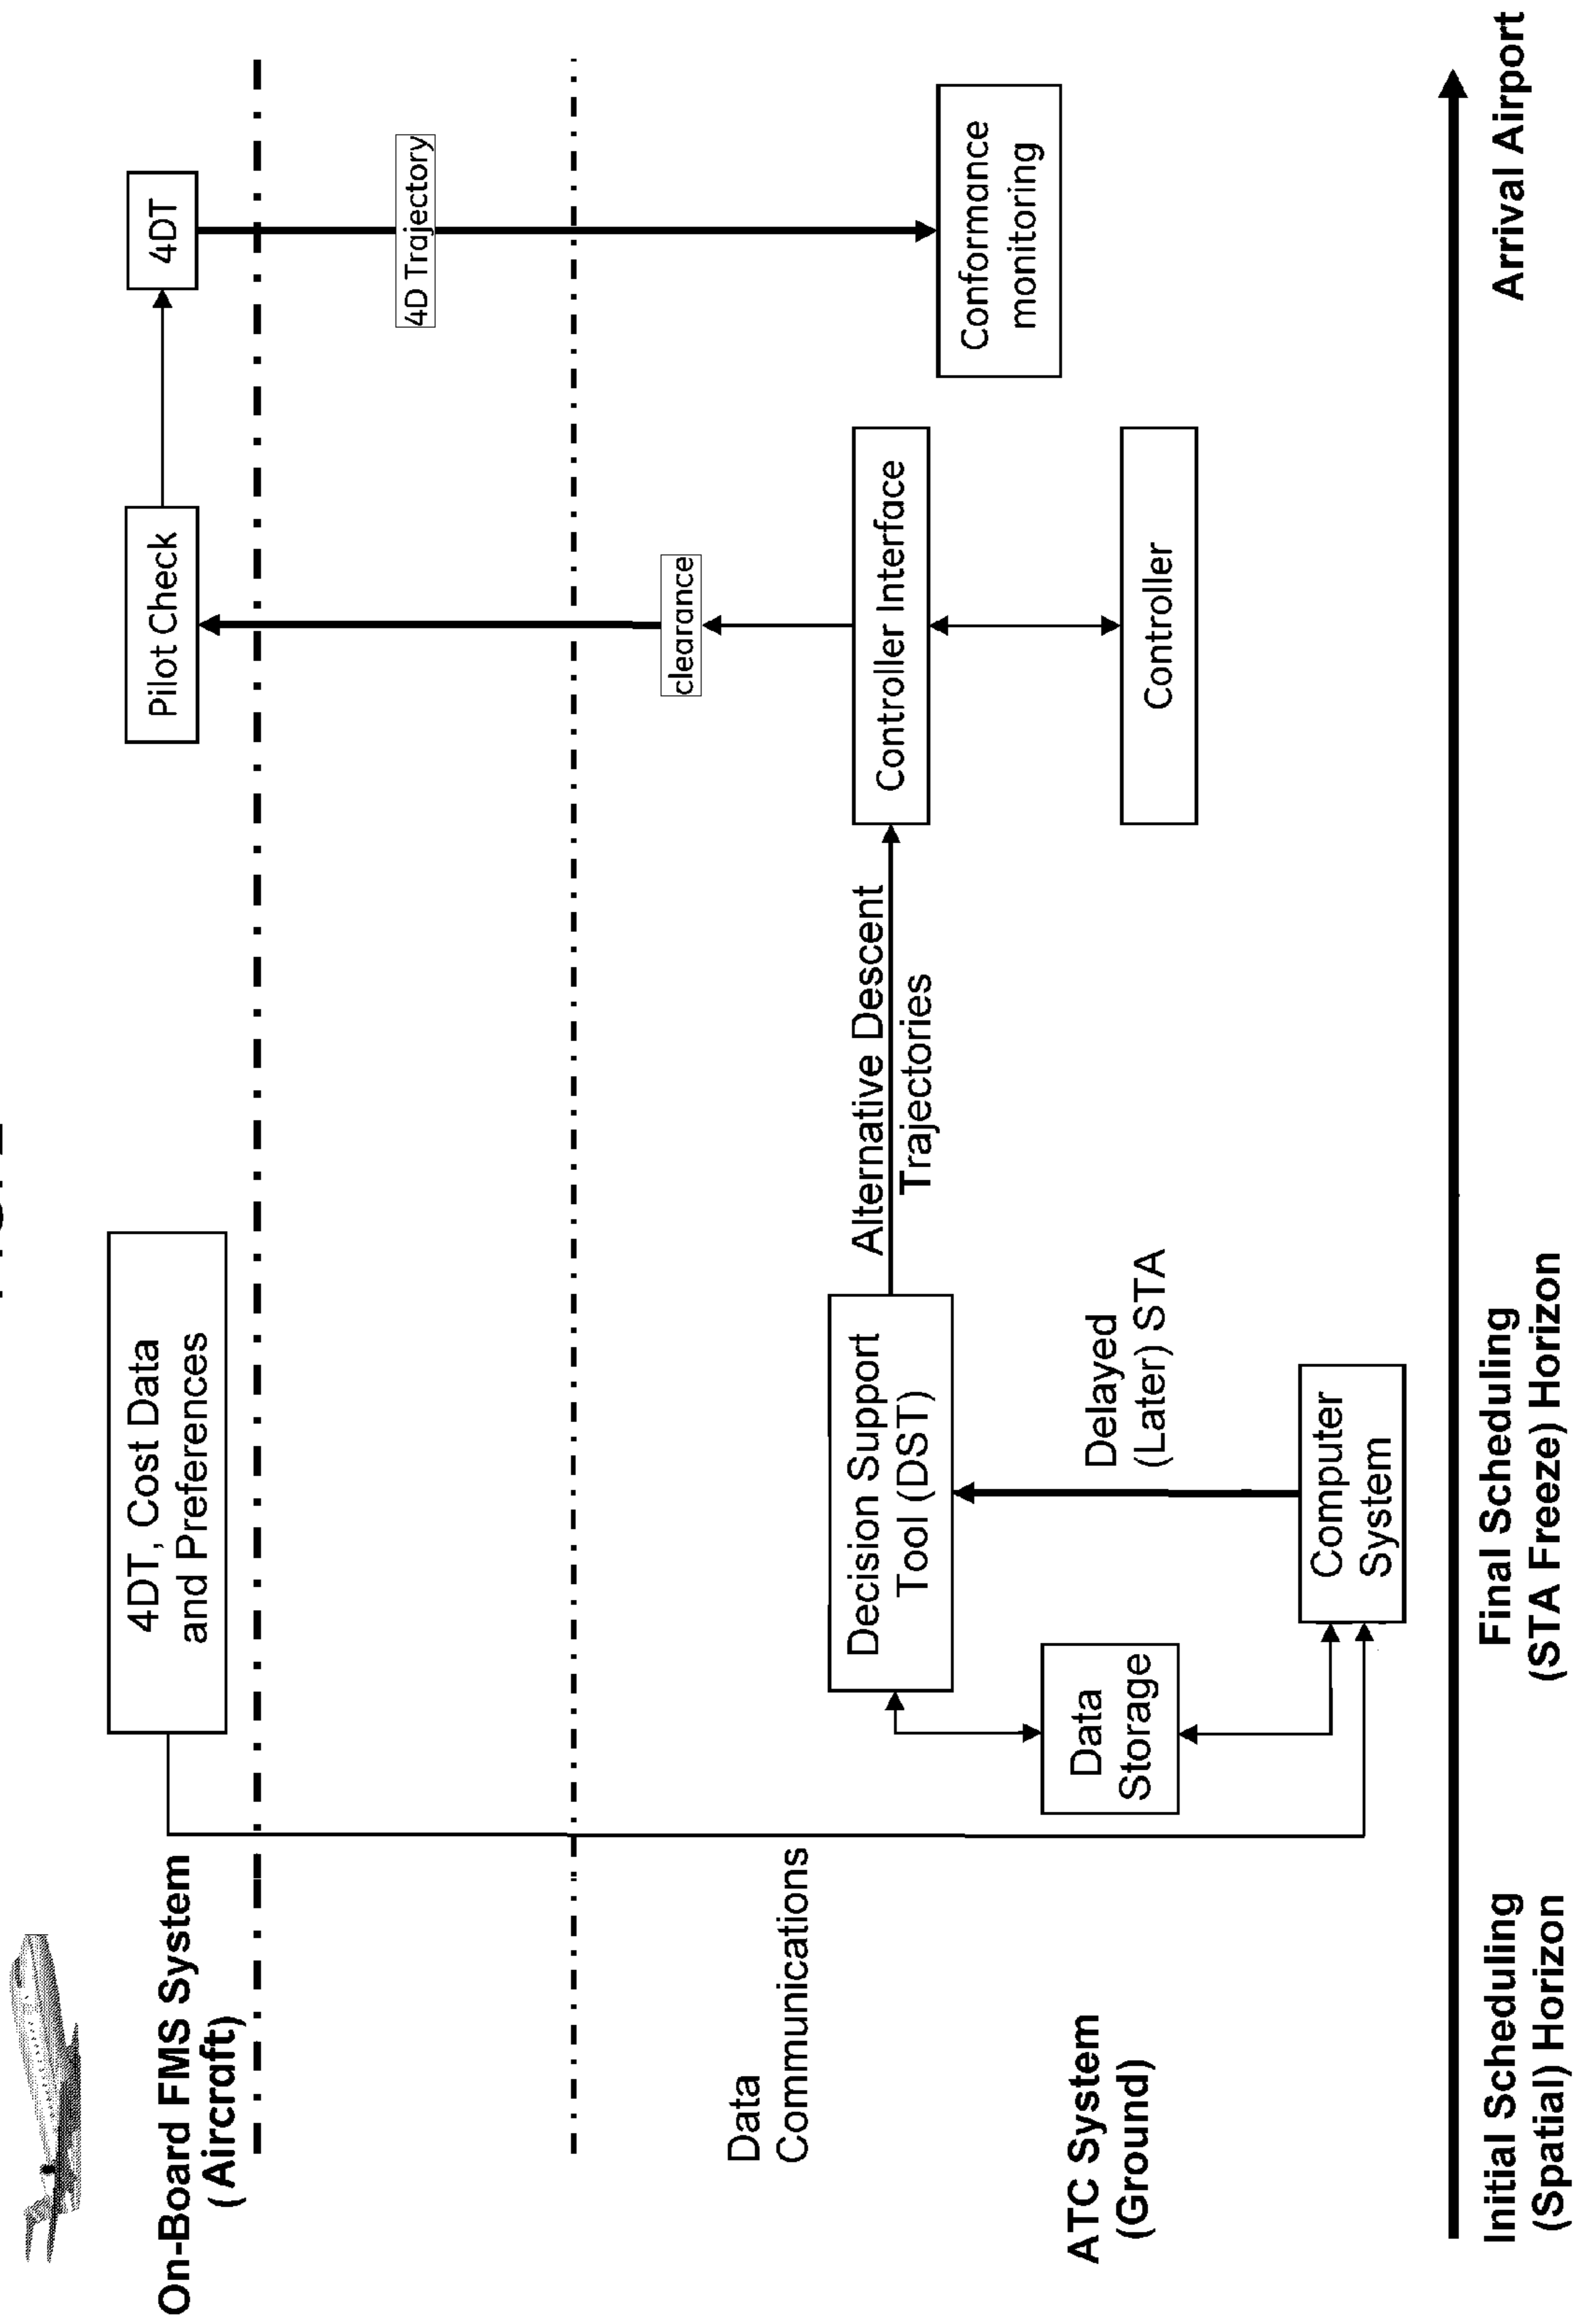 On-Board FMS System
(Aircraft)
4DT, Cost Data
and Preferences
Pilot Check
4DT
4D Trajectory
Data
Communications
clearance
ATC System
(Ground)
Decision Support
Tool (DST)
Alternative Descent
Trajectories
Controller Interface
Conformance
monitoring
Data
Storage
Delayed
(Later) STA
Controller
Computer
System
Initial Scheduling
(Spatial) Horizon
Final Scheduling
(STA Freeze) Horizon
Arrival Airport